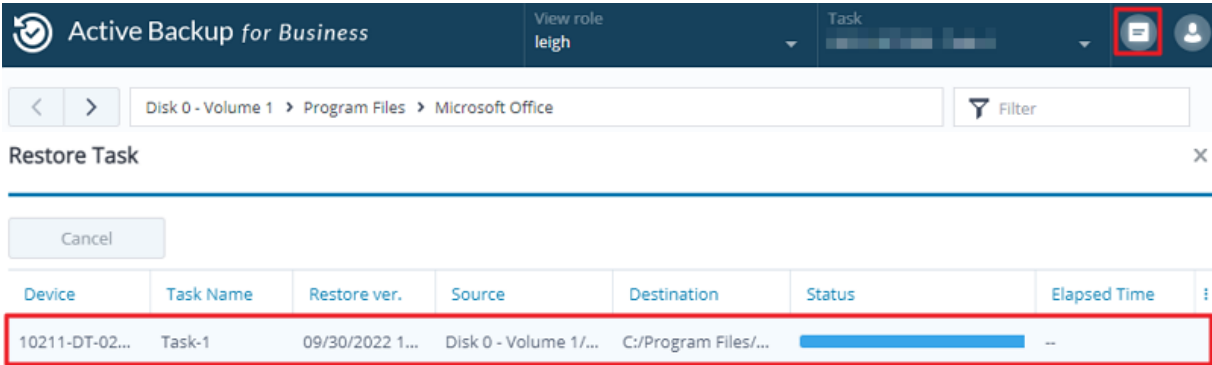 Active Backup for Business
View role
leigh
Task
Disk 0 - Volume 1 > Program Files > Microsoft Office
Filter
Restore Task
Cancel
Device Task Name Restore ver. Source Destination Status Elapsed Time
10211-DT-02... Task-1 09/30/2022 1... Disk 0 - Volume 1/... C:/Program Files/... --